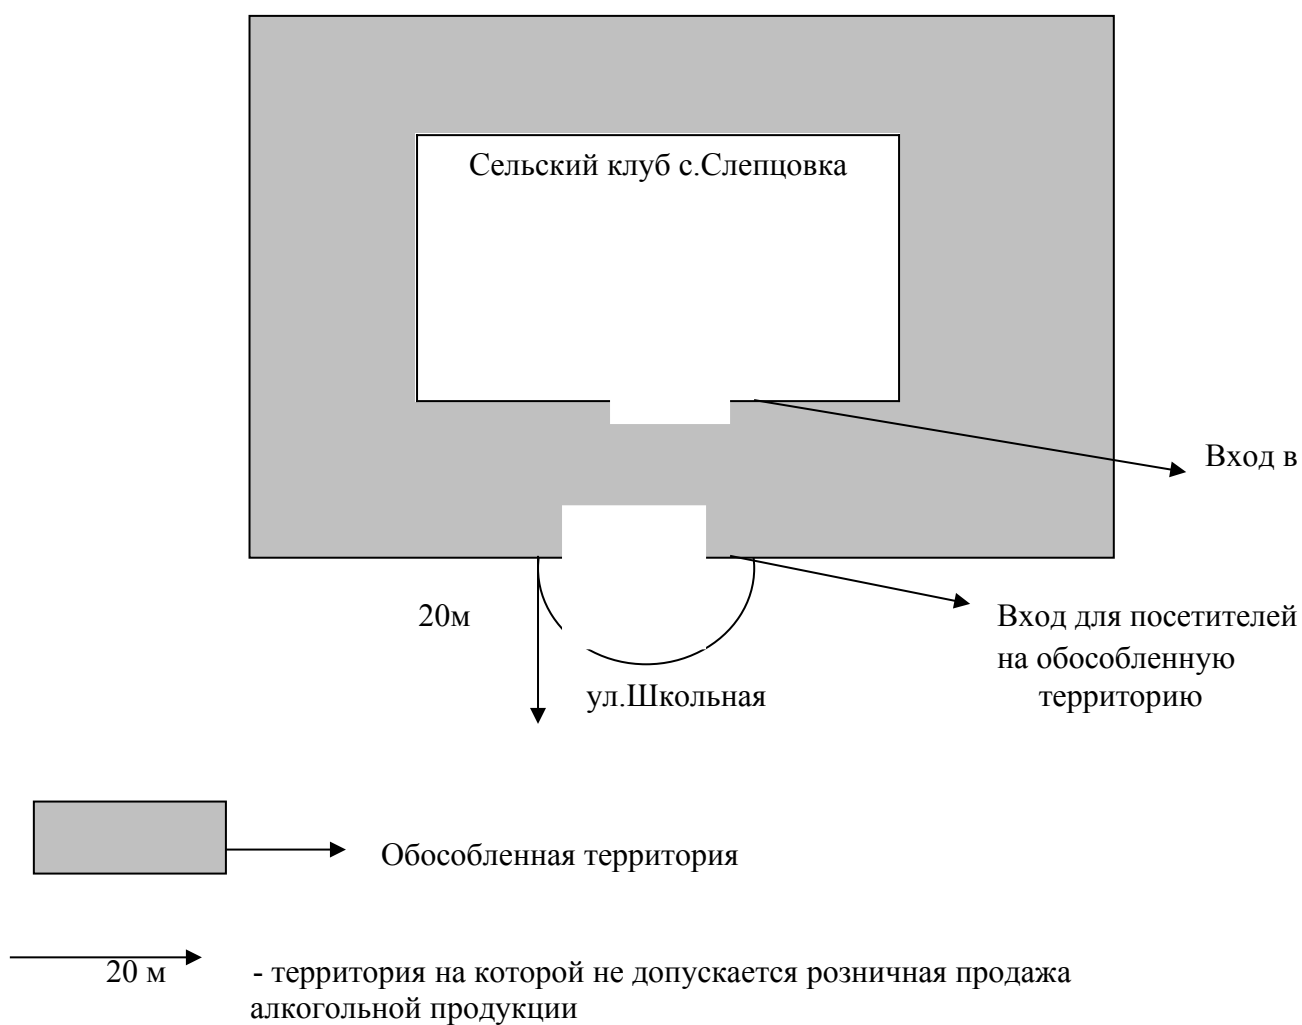 Сельский клуб с.Слепцовка
Вход в
20м
Вход для посетителей
на обособленную
территорию
ул.Школьная
Обособленная территория
20 м
- территория на которой не допускается розничная продажа
алкогольной продукции